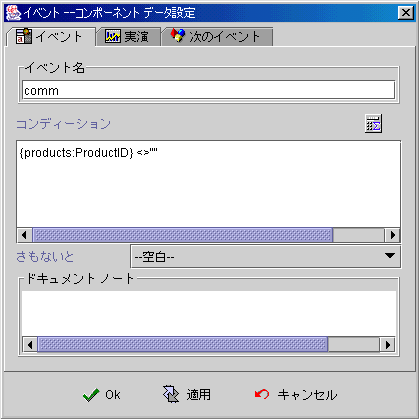 イベント --コンポーネント データ設定
イベント 実演 次のイベント
イベント名
comm
コンディーション
{products:ProductID} <>""
さもないと --空白--
ドキュメント ノート
Ok 適用 キャンセル